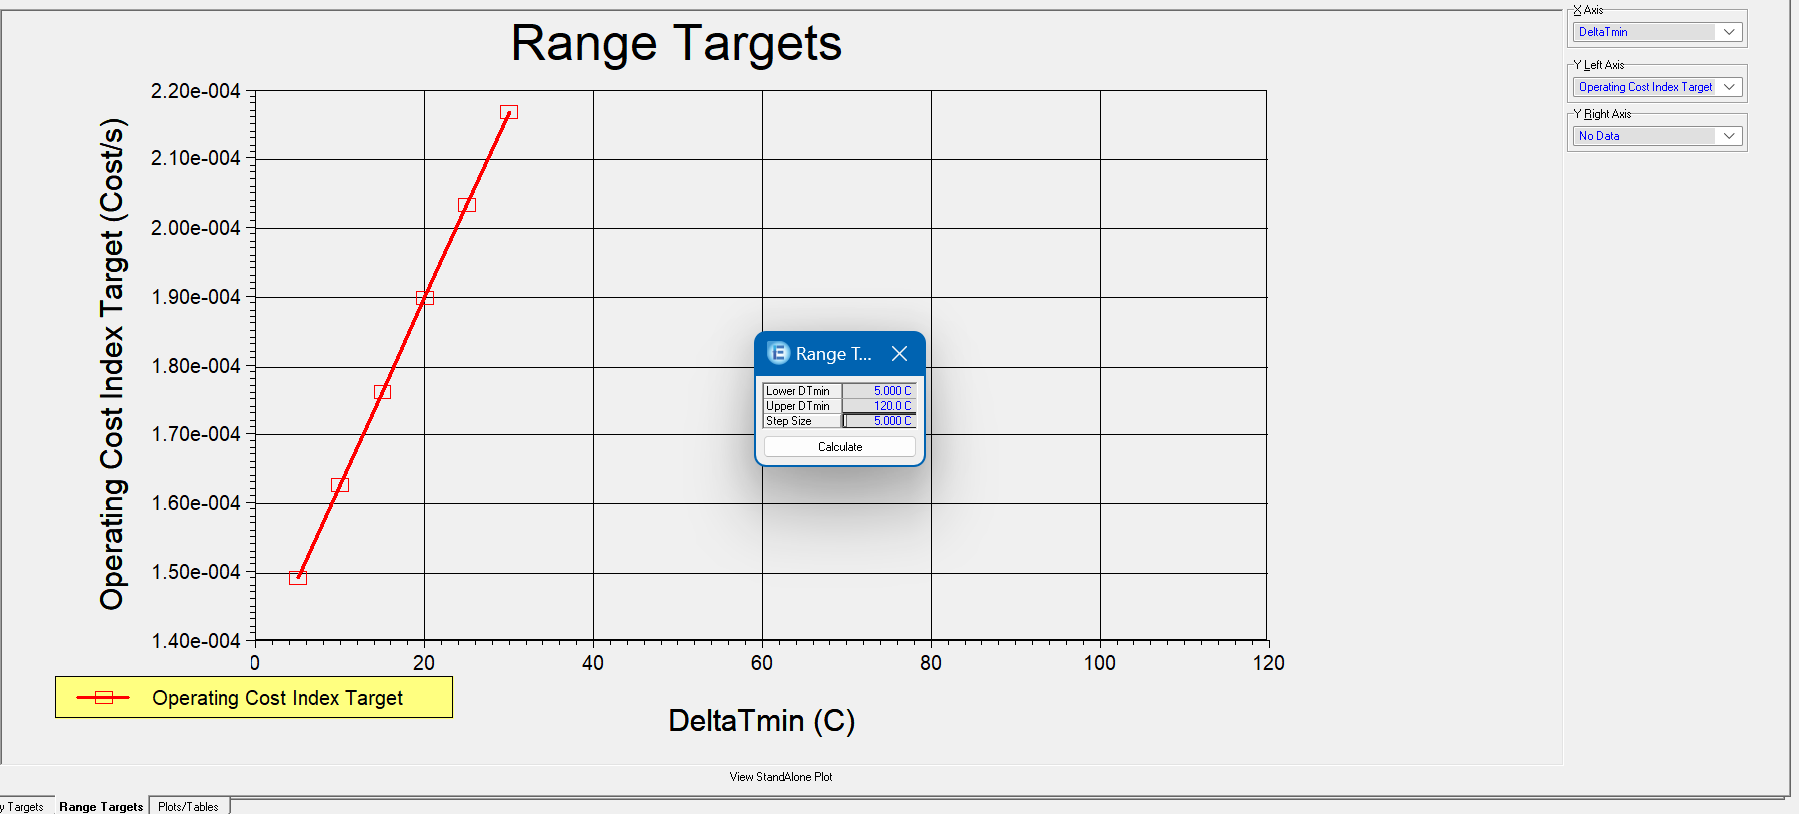 Range Targets
X Axis
DeltaTmin
Y Left Axis
Operating Cost Index Target
Y Right Axis
No Data
Operating Cost Index Target (Cost/s)
2.20e-004
2.10e-004
2.00e-004
1.90e-004
1.80e-004
1.70e-004
1.60e-004
1.50e-004
1.40e-004
0 20 40 60 80 100 120
DeltaTmin (C)
Operating Cost Index Target
E Range T...
Lower DTmin 5.000 C
Upper DTmin 120.0 C
Step Size 5.000 C
Calculate
View StandAlone Plot
y Targets Range Targets Plots/Tables